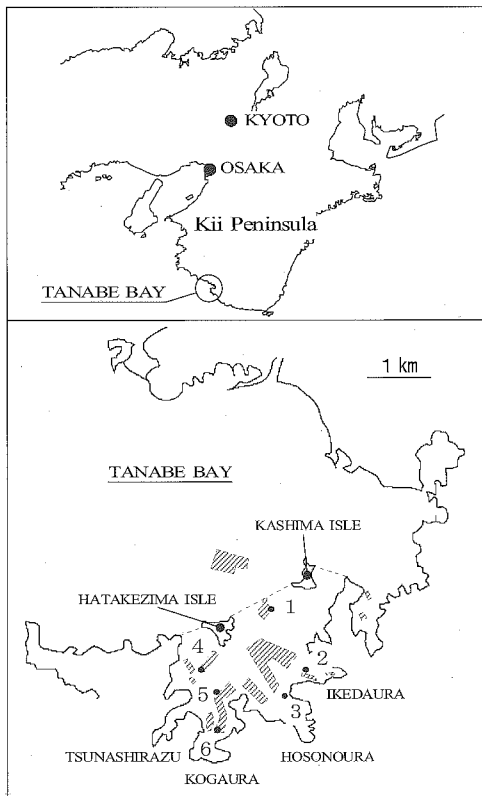 KYOTO
OSAKA
Kii Peninsula
TANABE BAY
1 km
TANABE BAY
KASHIMA ISLE
1
HATAKEZIMA ISLE
4
2
5
IKEDAURA
3
TSUNASHIRAZU
6
HOSONOURA
KOGAURA